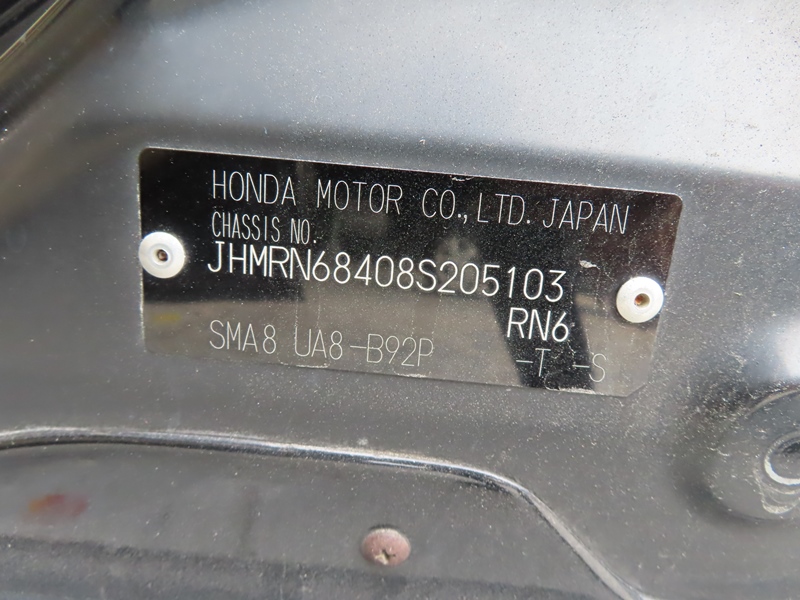 HONDA MOTOR CO., LTD. JAPAN
CHASSIS NO.
JHMRN68408S205103
RN6
SMA8 UA8-B92P -T -S